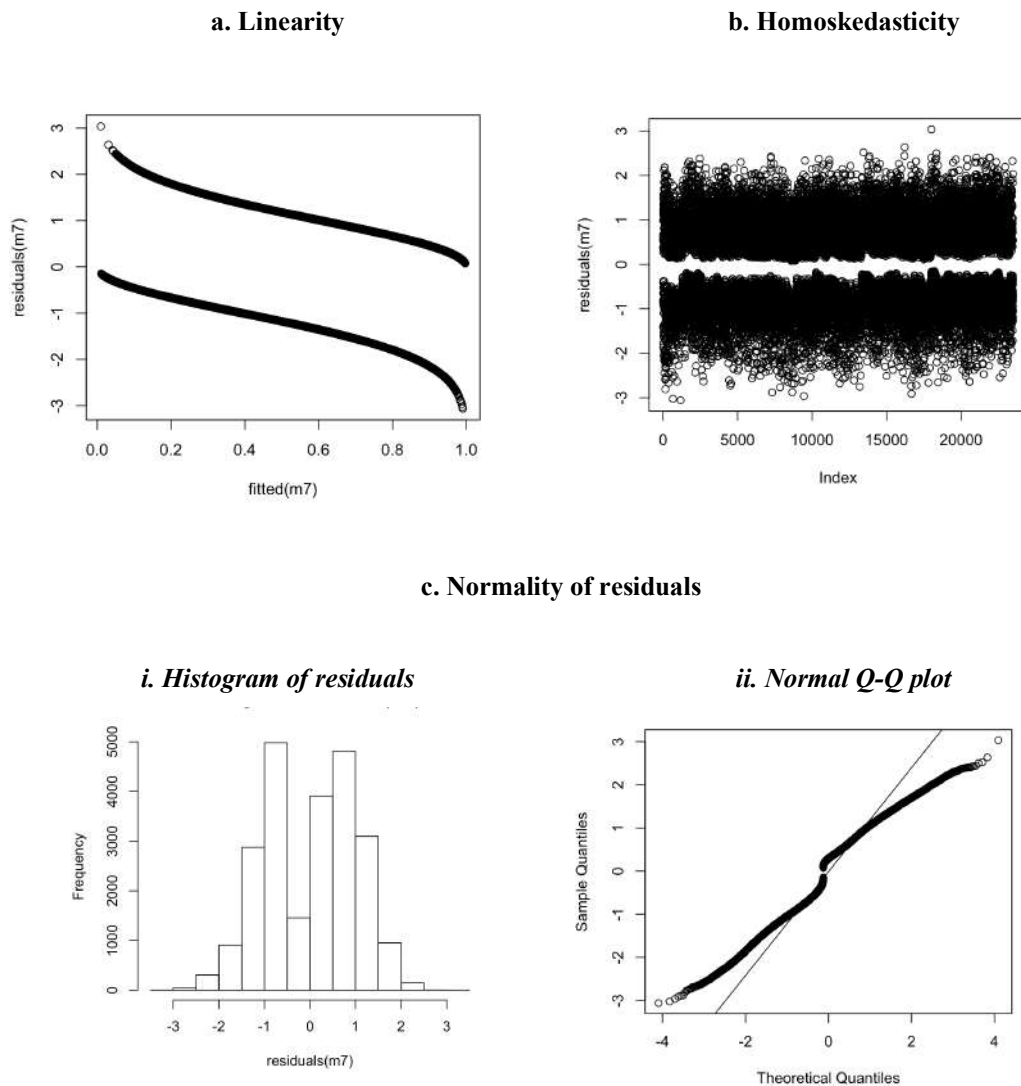 a. Linearity
b. Homoskedasticity
residuals(m7)
3
2
1
0
-1
-2
-3
0.0 0.2 0.4 0.6 0.8 1.0
fitted(m7)
residuals(m7)
3
2
1
0
-1
-2
-3
0 5000 10000 15000 20000
Index
c. Normality of residuals
i. Histogram of residuals
ii. Normal Q-Q plot
Frequency
5000
4000
3000
2000
1000
0
-3 -2 -1 0 1 2 3
residuals(m7)
Sample Quantiles
3
2
1
0
-1
-2
-3
-4 -2 0 2 4
Theoretical Quantiles